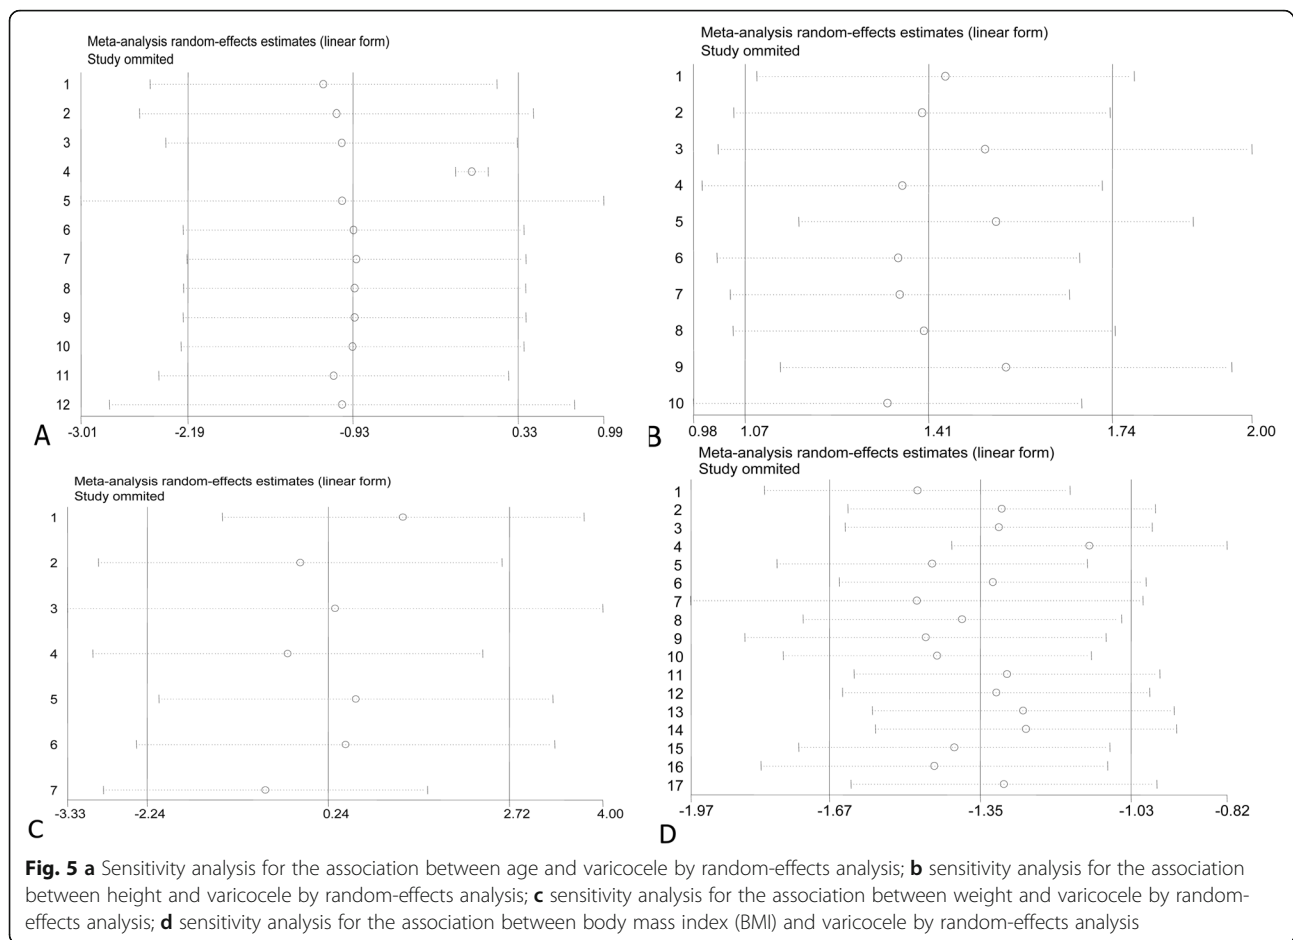 Meta-analysis random-effects estimates (linear form)
Study ommited
1
2
3
4
5
6
7
8
9
10
11
12
-3.01 -2.19 -0.93 0.33 0.99
A
Meta-analysis random-effects estimates (linear form)
Study ommited
1
2
3
4
5
6
7
8
9
10
0.98 1.07 1.41 1.74 2.00
B
Meta-analysis random-effects estimates (linear form)
Study ommited
1
2
3
4
5
6
7
-3.33 -2.24 0.24 2.72 4.00
C
Meta-analysis random-effects estimates (linear form)
Study ommited
1
2
3
4
5
6
7
8
9
10
11
12
13
14
15
16
17
-1.97 -1.67 -1.35 -1.03 -0.82
D
Fig. 5 a Sensitivity analysis for the association between age and varicocele by random-effects analysis; b sensitivity analysis for the association
between height and varicocele by random-effects analysis; c sensitivity analysis for the association between weight and varicocele by random-
effects analysis; d sensitivity analysis for the association between body mass index (BMI) and varicocele by random-effects analysis